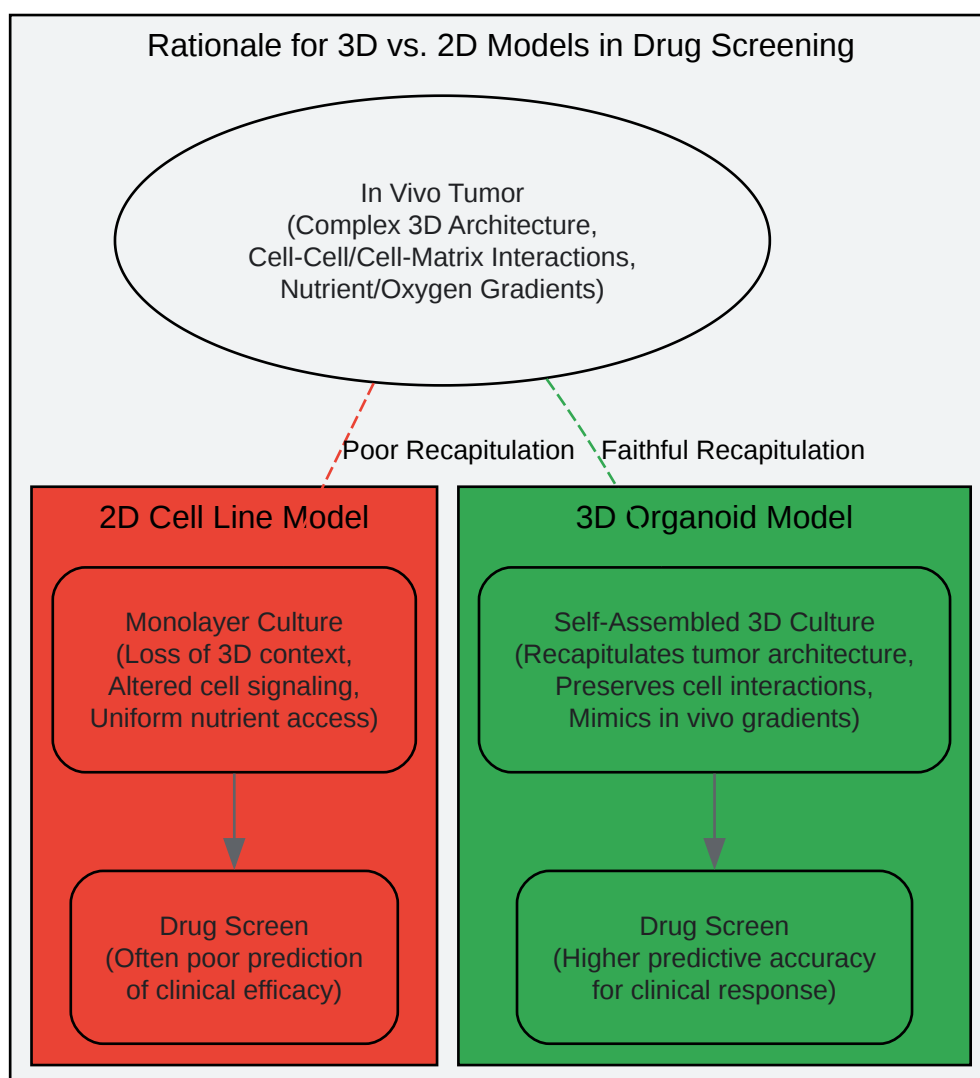 Rationale for 3D vs. 2D Models in Drug Screening
In Vivo Tumor
(Complex 3D Architecture,
Cell-Cell/Cell-Matrix Interactions,
Nutrient/Oxygen Gradients)
Poor Recapitulation
Faithful Recapitulation
2D Cell Line Model
Monolayer Culture
(Loss of 3D context,
Altered cell signaling,
Uniform nutrient access)
Drug Screen
(Often poor prediction
of clinical efficacy)
3D Organoid Model
Self-Assembled 3D Culture
(Recapitulates tumor architecture,
Preserves cell interactions,
Mimics in vivo gradients)
Drug Screen
(Higher predictive accuracy
for clinical response)